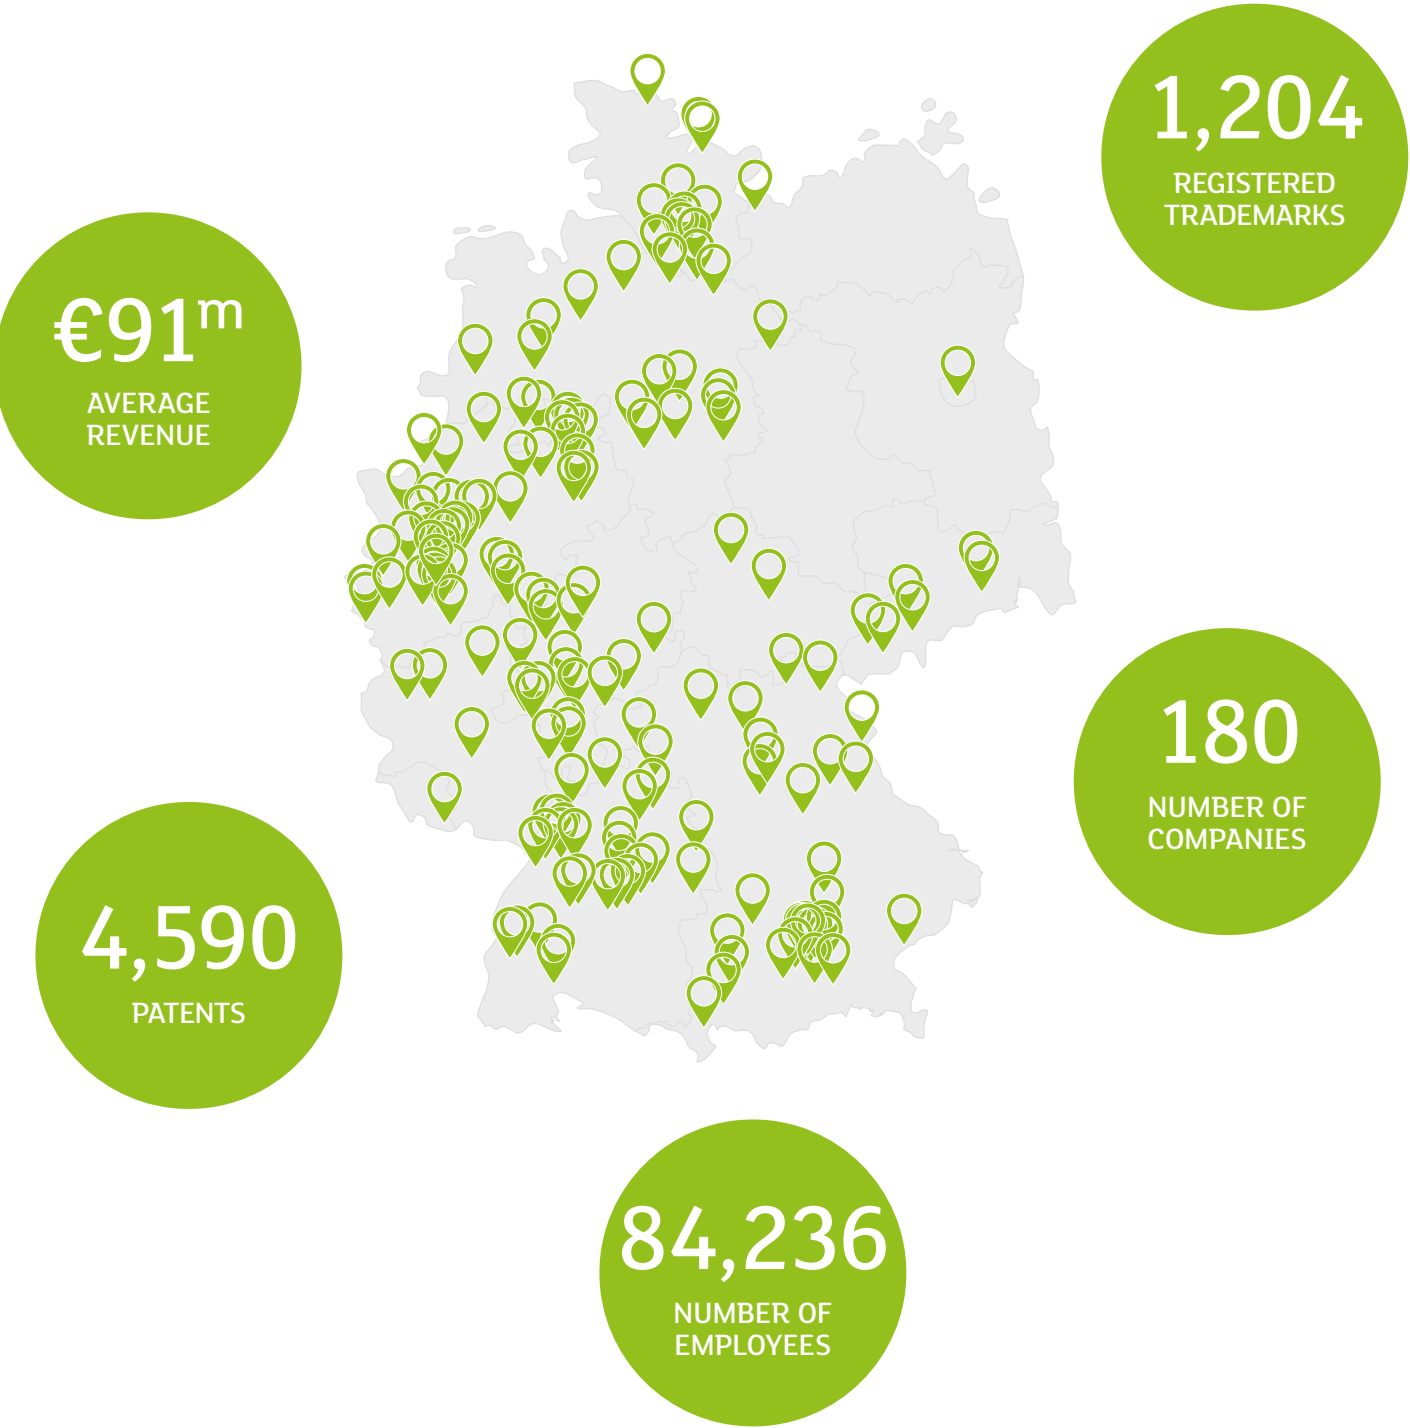 1,204
REGISTERED
TRADEMARKS
€91m
AVERAGE
REVENUE
180
NUMBER OF
COMPANIES
4,590
PATENTS
84,236
NUMBER OF
EMPLOYEES